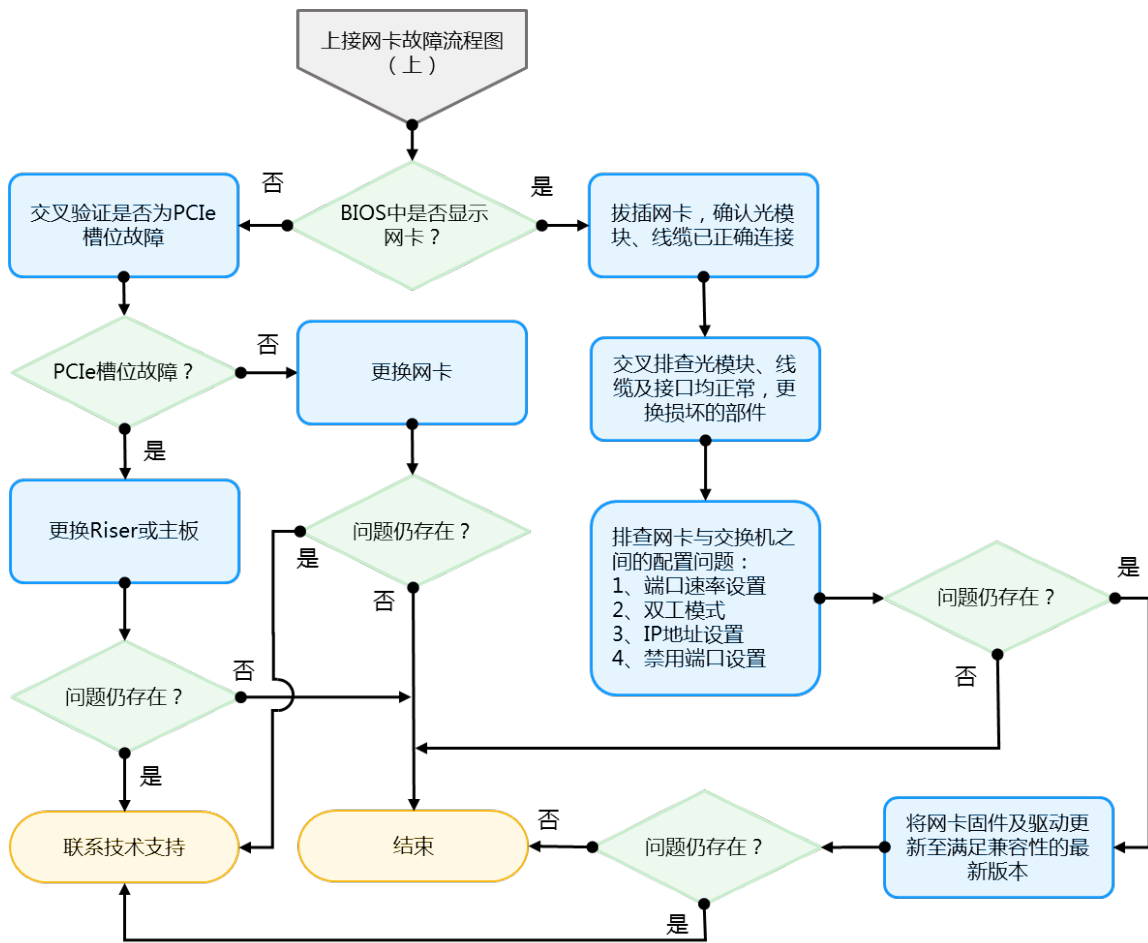 上接网卡故障流程图
（上）
否
是
交叉验证是否为PCIe
槽位故障
BIOS中是否显示
网卡？
拔插网卡，确认光模
块、线缆已正确连接
PCIe槽位故障？
否
更换网卡
交叉排查光模块、线
缆及接口均正常，更
换损坏的部件
是
更换Riser或主板
问题仍存在？
是
否
排查网卡与交换机之
间的配置问题：
1、端口速率设置
2、双工模式
3、IP地址设置
4、禁用端口设置
问题仍存在？
是
否
问题仍存在？
否
是
联系技术支持
结束
否
问题仍存在？
是
将网卡固件及驱动更
新至满足兼容性的最
新版本